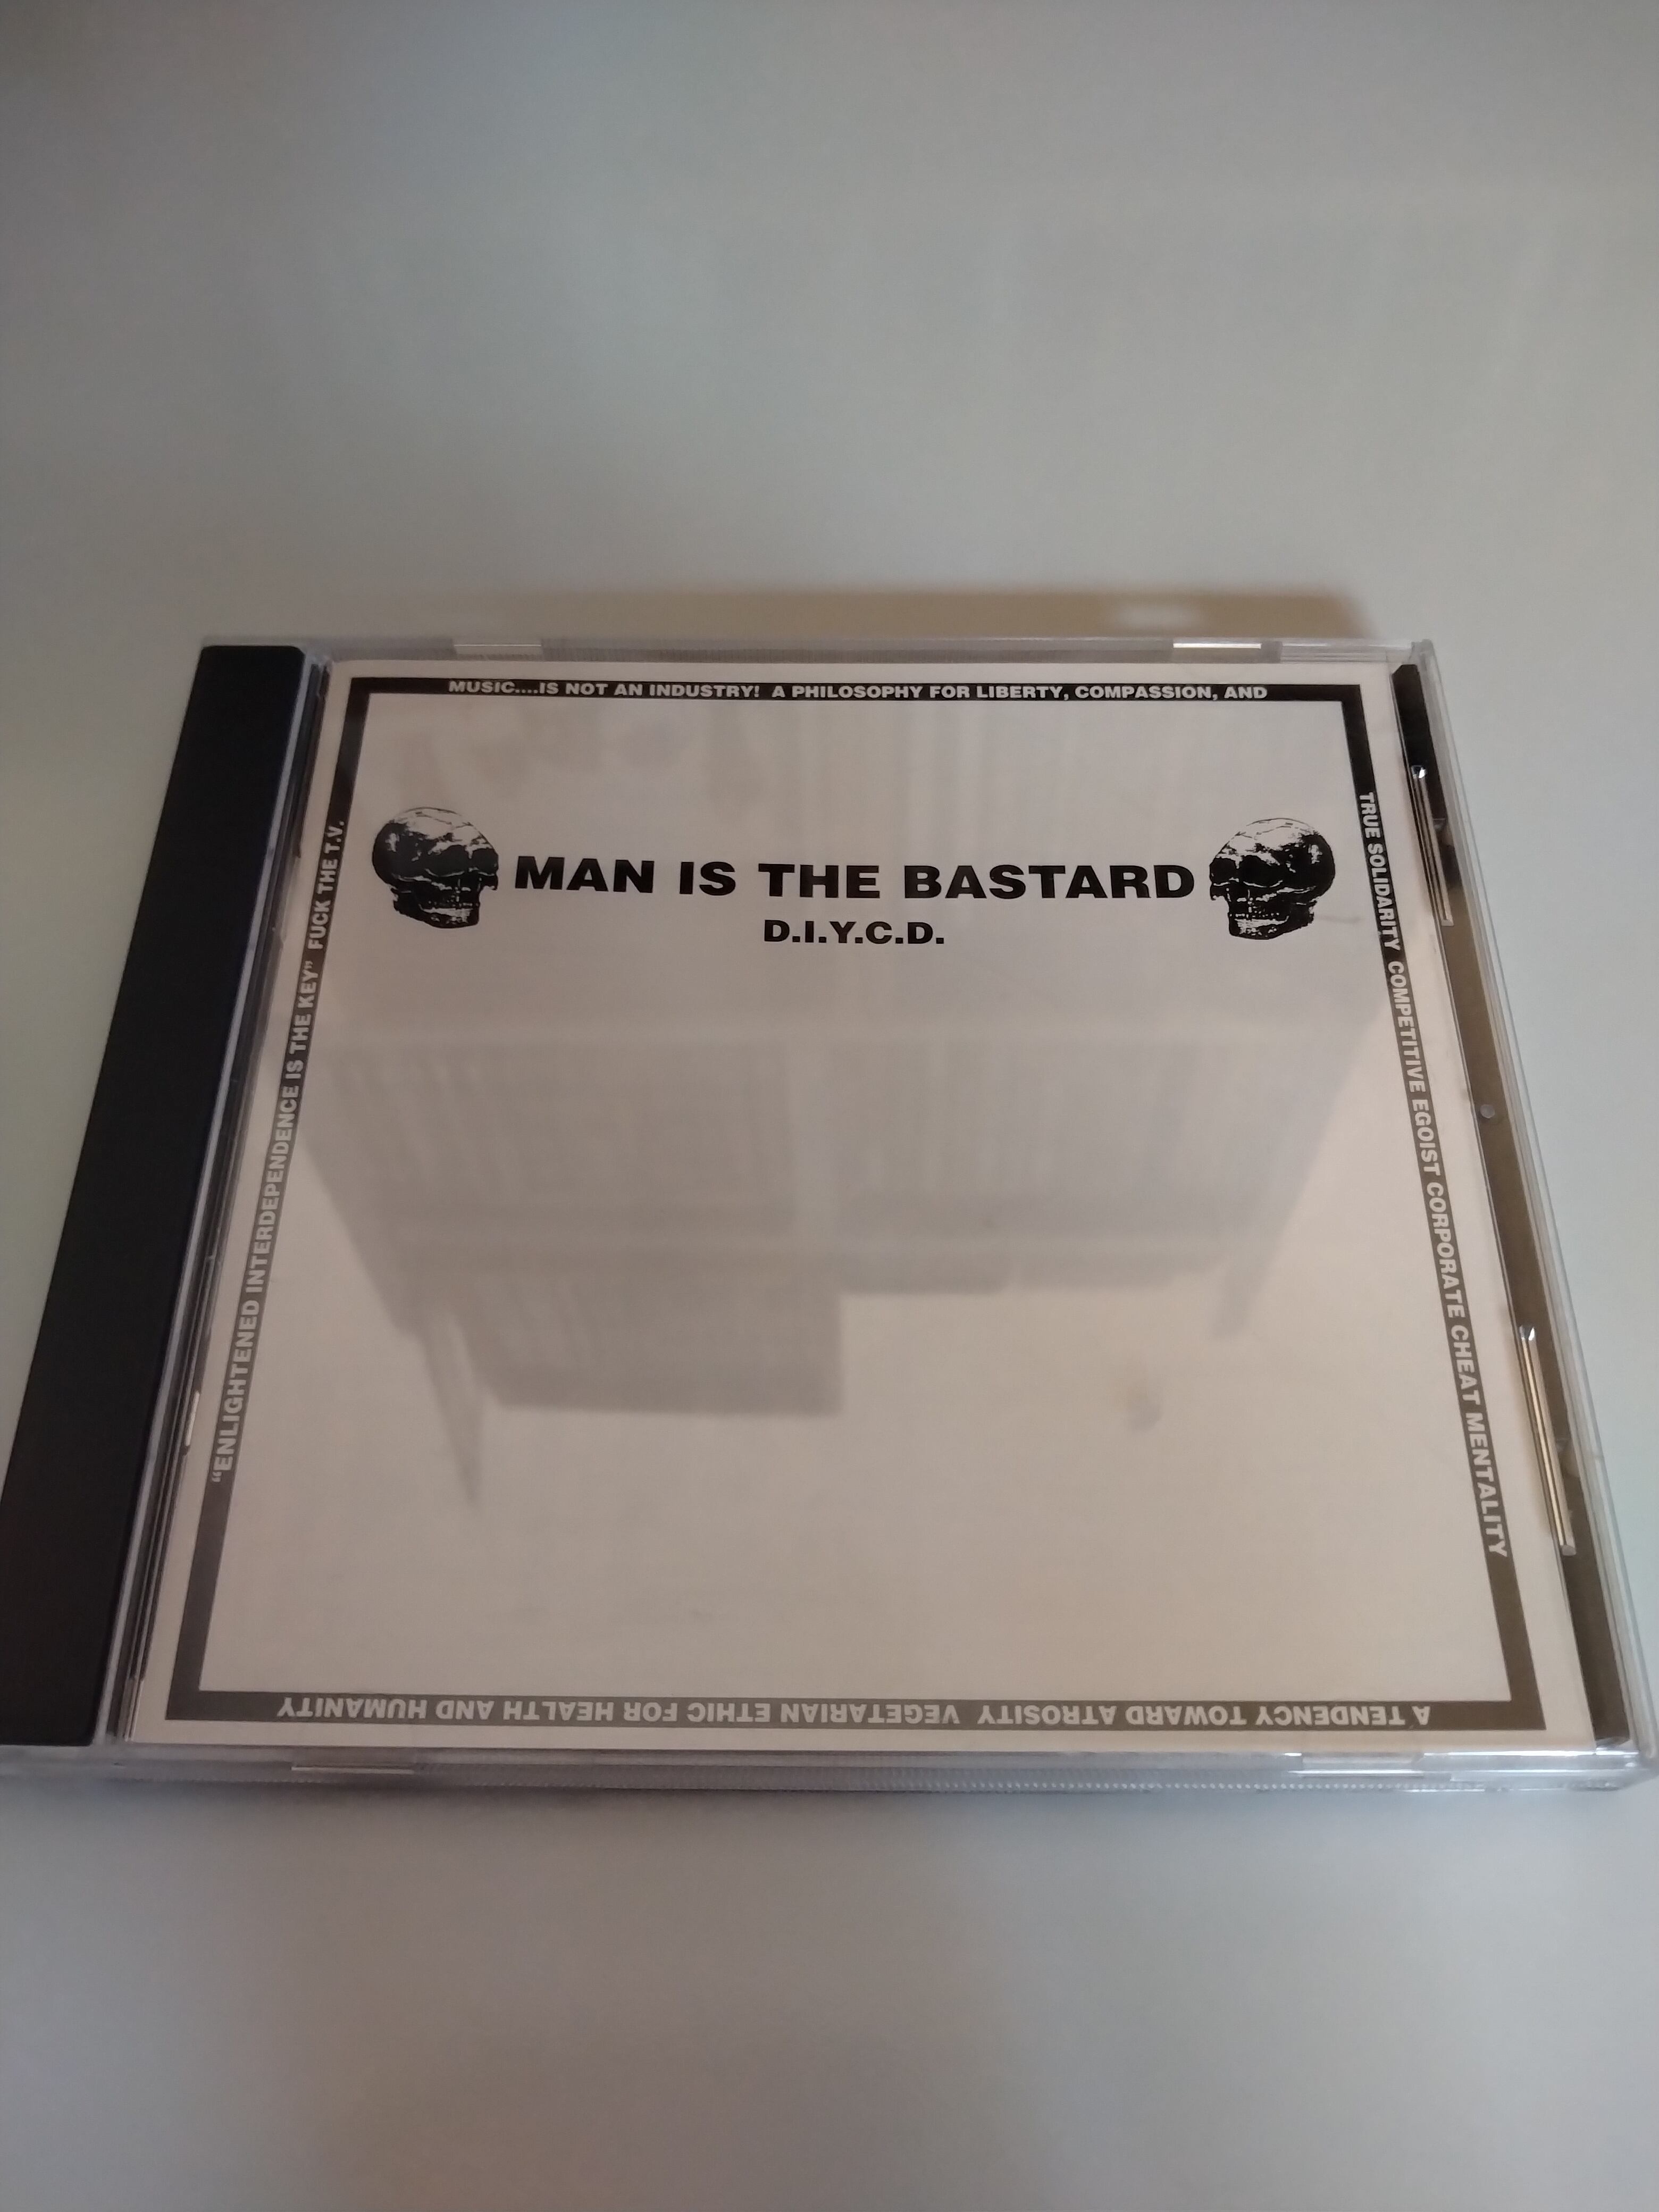 MUSIC....IS NOT AN INDUSTRY! A PHILOSOPHY FOR LIBERTY, COMPASSION, AND
TRUE SOLIDARITY COMPETITIVE EGOIST CORPORATE CHEAT MENTALITY
A TENDENCY TOWARD ATROSITY VEGETARIAN ETHIC FOR HEALTH AND HUMANITY
"ENLIGHTENED INTERDEPENDENCE IS THE KEY" FUCK THE T.V.
MAN IS THE BASTARD
D.I.Y.C.D.